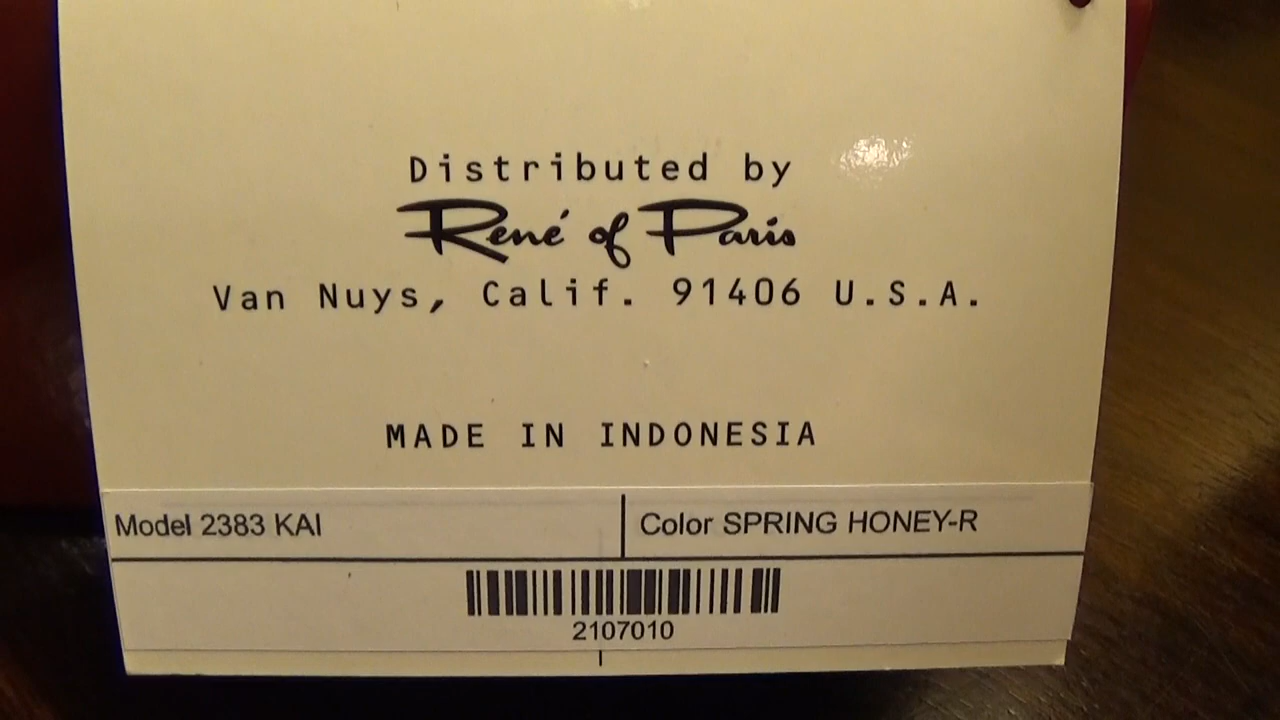 Distributed by
René of Paris
Van Nuys, Calif. 91406 U.S.A.
MADE IN INDONESIA
Model 2383 KAI
Color SPRING HONEY-R
2107010